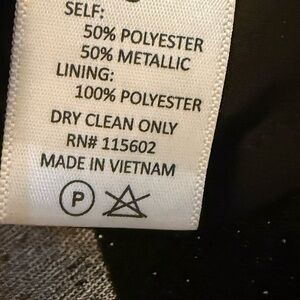 SELF:
50% POLYESTER
50% METALLIC
LINING:
100% POLYESTER
DRY CLEAN ONLY
RN# 115602
MADE IN VIETNAM
P